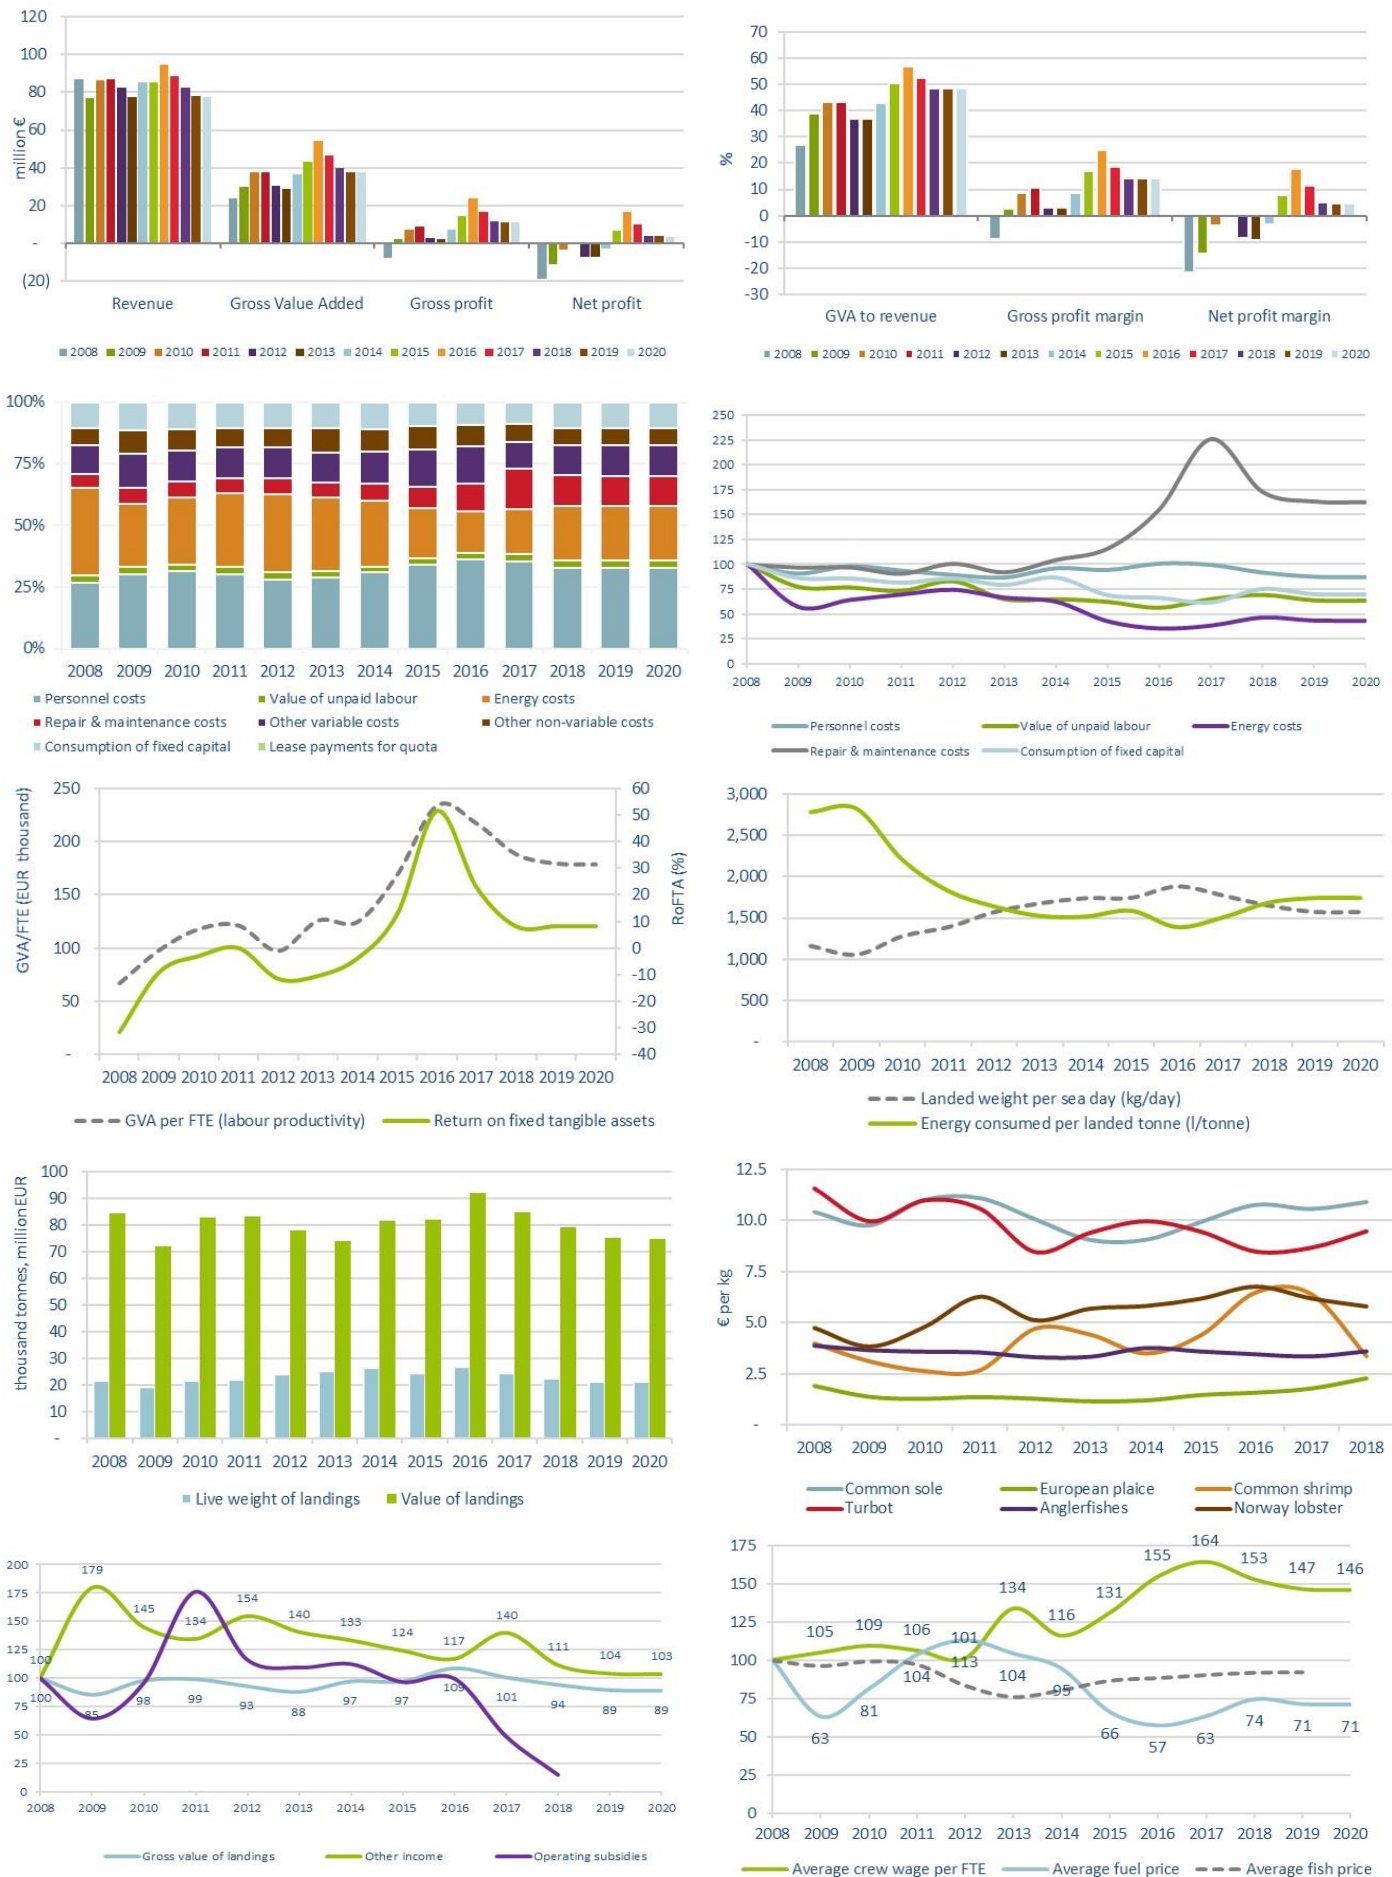 120
100
80
60
40
20
-
(20)
million €
Revenue Gross Value Added Gross profit Net profit
2008 2009 2010 2011 2012 2013 2014 2015 2016 2017 2018 2019 2020
70
60
50
40
30
20
10
0
-10
-20
-30
%
GVA to revenue Gross profit margin Net profit margin
2008 2009 2010 2011 2012 2013 2014 2015 2016 2017 2018 2019 2020
100%
75%
50%
25%
0%
2008 2009 2010 2011 2012 2013 2014 2015 2016 2017 2018 2019 2020
Personnel costs Value of unpaid labour Energy costs
Repair & maintenance costs Other variable costs Other non-variable costs
Consumption of fixed capital Lease payments for quota
250
225
200
175
150
125
100
75
50
25
0
2008 2009 2010 2011 2012 2013 2014 2015 2016 2017 2018 2019 2020
Personnel costs Value of unpaid labour Energy costs
Repair & maintenance costs Consumption of fixed capital
GVA/FTE (EUR thousand)
250
200
150
100
50
-
60
50
40
30
20
10
0
-10
-20
-30
-40
RoFTA (%)
2008 2009 2010 2011 2012 2013 2014 2015 2016 2017 2018 2019 2020
GVA per FTE (labour productivity) Return on fixed tangible assets
3,000
2,500
2,000
1,500
1,000
500
-
2008 2009 2010 2011 2012 2013 2014 2015 2016 2017 2018 2019 2020
Landed weight per sea day (kg/day)
Energy consumed per landed tonne (l/tonne)
thousand tonnes, million EUR
100
90
80
70
60
50
40
30
20
10
-
2008 2009 2010 2011 2012 2013 2014 2015 2016 2017 2018 2019 2020
Live weight of landings Value of landings
€ per kg
12.5
10.0
7.5
5.0
2.5
-
2008 2009 2010 2011 2012 2013 2014 2015 2016 2017 2018
Common sole European plaice Common shrimp
Turbot Anglerfishes Norway lobster
200
175
150
125
100
75
50
25
0
100 179 145 134 154 140 133 124 117 140 111 104 103
100 85 98 99 93 88 97 97 109 101 94 89 89
2008 2009 2010 2011 2012 2013 2014 2015 2016 2017 2018 2019 2020
Gross value of landings Other income Operating subsidies
175
150
125
100
75
50
25
0
105 109 106 101 134 116 131 155 164 153 147 146
63 81 104 113 104 95 66 57 63 74 71 71
2008 2009 2010 2011 2012 2013 2014 2015 2016 2017 2018 2019 2020
Average crew wage per FTE Average fuel price Average fish price